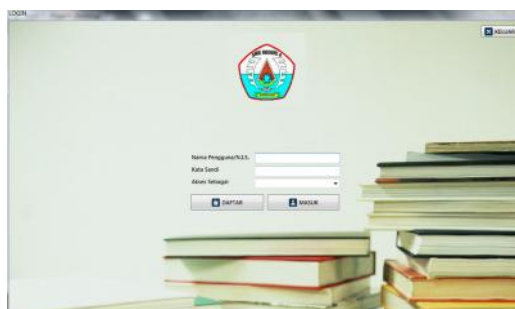 LOGIN
KELUAR
Nama Pengguna/N.I.S.
Kata Sandi
Akses Sebagai
DAFTAR
MASUK